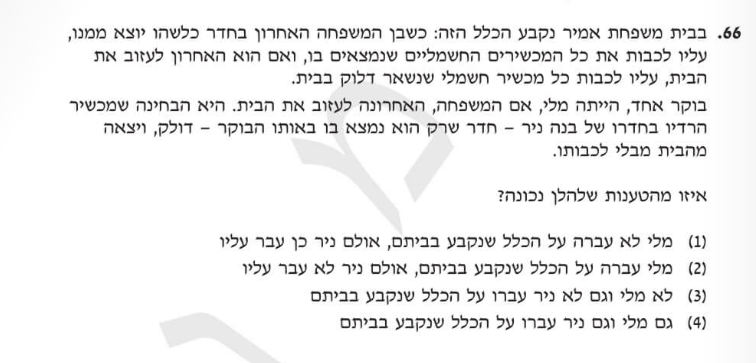 66. בבית משפחת אמיר נקבע הכלל הזה: כשבן המשפחה האחרון בחדר כלשהו יוצא ממנו,
עליו לכבות את כל המכשירים החשמליים שנמצאים בו, ואם הוא האחרון לעזוב את
הבית, עליו לכבות כל מכשיר חשמלי שנשאר דלוק בבית.
בוקר אחד, הייתה מלי, אם המשפחה, האחרונה לעזוב את הבית. היא הבחינה שמכשיר
הרדיו בחדרו של בנה ניר – חדר שרק הוא נמצא בו באותו הבוקר – דולק, ויצאה
מהבית מבלי לכבותו.
איזו מהטענות שלהלן נכונה?
(1) מלי לא עברה על הכלל שנקבע בביתם, אולם ניר כן עבר עליו
(2) מלי עברה על הכלל שנקבע בביתם, אולם ניר לא עבר עליו
(3) לא מלי וגם לא ניר עברו על הכלל שנקבע בביתם
(4) גם מלי וגם ניר עברו על הכלל שנקבע בביתם